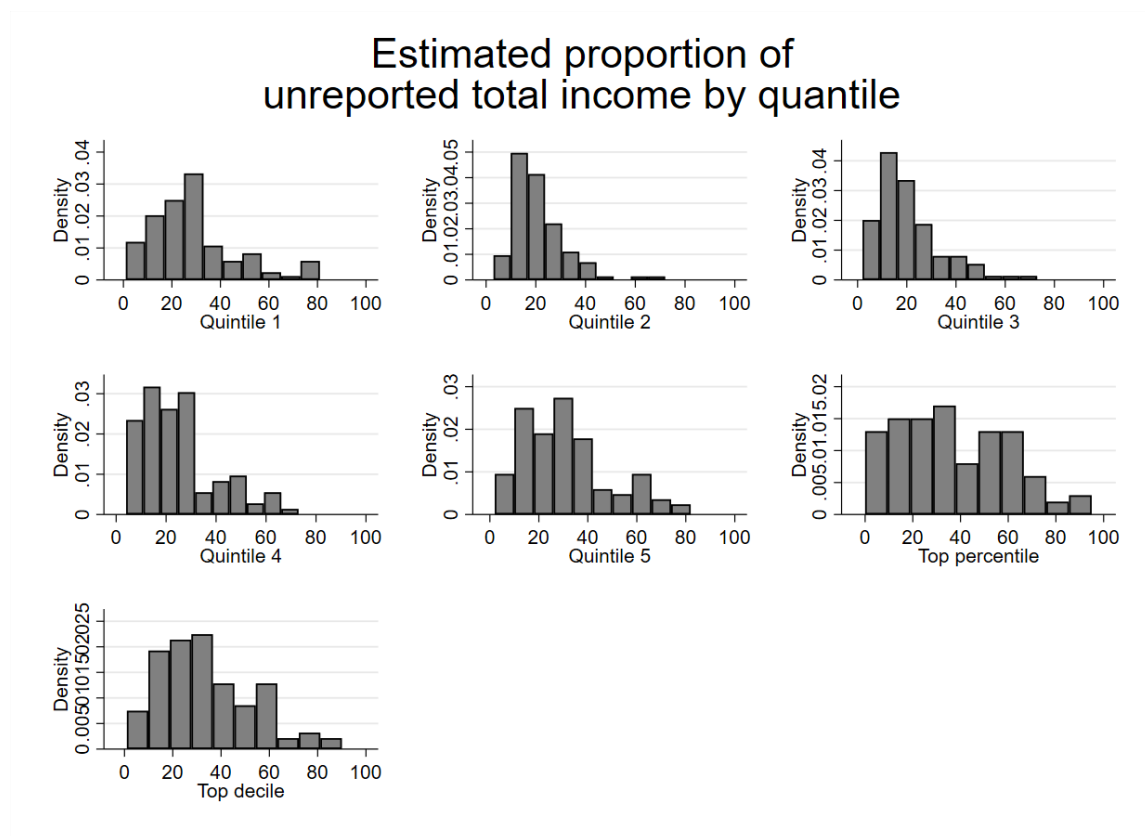 Estimated proportion of
unreported total income by quantile
Density
0 .01 .02 .03 .04
0 20 40 60 80 100
Quintile 1
Density
0 .01 .02 .03 .04 .05
0 20 40 60 80 100
Quintile 2
Density
0 .01 .02 .03 .04
0 20 40 60 80 100
Quintile 3
Density
0 .01 .02 .03
0 20 40 60 80 100
Quintile 4
Density
0 .01 .02 .03
0 20 40 60 80 100
Quintile 5
Density
0 .005 .01 .015 .02
0 20 40 60 80 100
Top percentile
Density
0 .005 .01 .015 .02 .025
0 20 40 60 80 100
Top decile